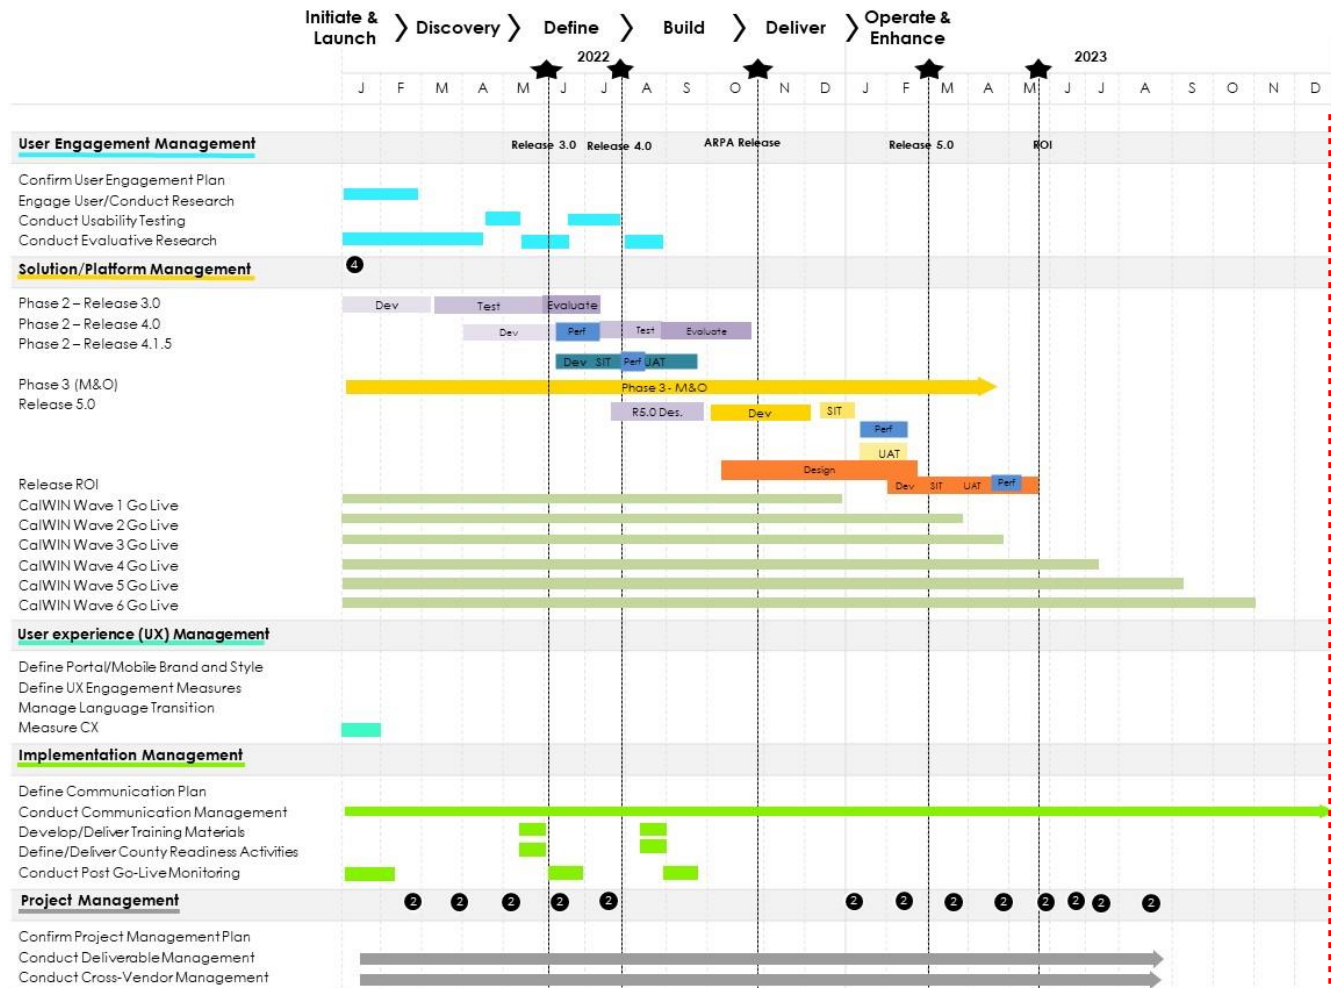 Initiate & Launch
Discovery
Define
Build
Deliver
Operate & Enhance
2022
2023
J F M A M J J A S O N D J F M A M J J A S O N D
User Engagement Management
Release 3.0
Release 4.0
ARPA Release
Release 5.0
ROI
Confirm User Engagement Plan
Engage User/Conduct Research
Conduct Usability Testing
Conduct Evaluative Research
Solution/Platform Management
4
Phase 2 – Release 3.0
Dev
Test
Evaluate
Phase 2 – Release 4.0
Dev
Perf
Test
Evaluate
Phase 2 – Release 4.1.5
Dev SIT Perf UAT
Phase 3 (M&O)
Phase 3 - M&O
Release 5.0
R5.0 Des.
Dev
SIT
Perf
UAT
Design
Release ROI
Dev SIT UAT Perf
CalWIN Wave 1 Go Live
CalWIN Wave 2 Go Live
CalWIN Wave 3 Go Live
CalWIN Wave 4 Go Live
CalWIN Wave 5 Go Live
CalWIN Wave 6 Go Live
User experience (UX) Management
Define Portal/Mobile Brand and Style
Define UX Engagement Measures
Manage Language Transition
Measure CX
Implementation Management
Define Communication Plan
Conduct Communication Management
Develop/Deliver Training Materials
Define/Deliver County Readiness Activities
Conduct Post Go-Live Monitoring
Project Management
2 2 2 2 2 2 2 2 2 2 2 2 2
Confirm Project Management Plan
Conduct Deliverable Management
Conduct Cross-Vendor Management